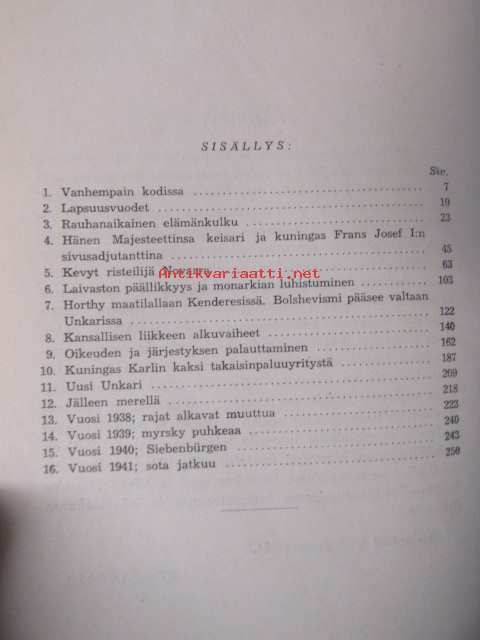 SISÄLLYS:
Siv.
1. Vanhempain kodissa 7
2. Lapsuusvuodet 19
3. Rauhanaikainen elämänkulku 23
4. Hänen Majesteettinsa keisari ja kuningas Frans Josef I:n
sivusadjutanttina 45
5. Kevyt risteilijä 63
Antikvariaatti.net
6. Laivaston päällikkyys ja monarkian luhistuminen 103
7. Horthy maatilallaan Kenderesissä. Bolshevismi pääsee valtaan
Unkarissa 122
8. Kansallisen liikkeen alkuvaiheet 140
9. Oikeuden ja järjestyksen palauttaminen 162
10. Kuningas Karlin kaksi takaisinpaluuyritystä 187
11. Uusi Unkari 209
12. Jälleen merellä 218
13. Vuosi 1938; rajat alkavat muuttua 223
14. Vuosi 1939; myrsky puhkeaa 240
15. Vuosi 1940; Siebenbürgen 243
16. Vuosi 1941; sota jatkuu 250